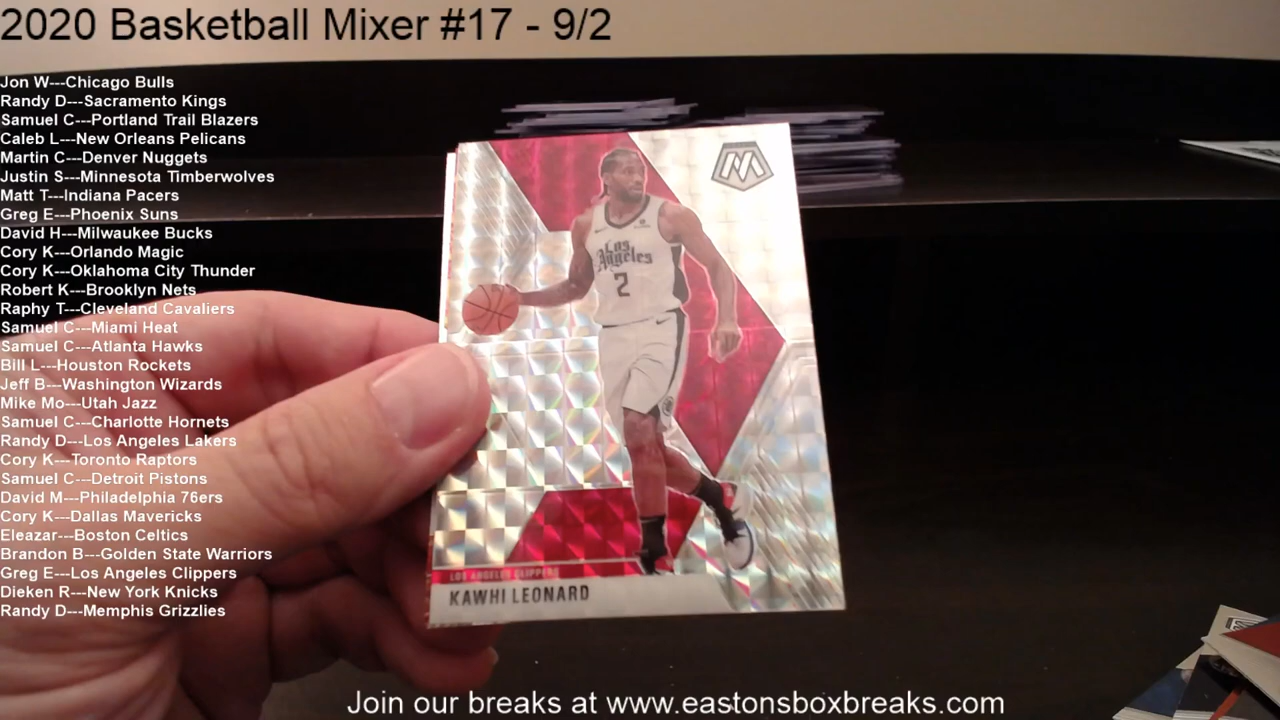 2020 Basketball Mixer #17 - 9/2
Jon W---Chicago Bulls
Randy D---Sacramento Kings
Samuel C---Portland Trail Blazers
Caleb L---New Orleans Pelicans
Martin C---Denver Nuggets
Justin S---Minnesota Timberwolves
Matt T---Indiana Pacers
Greg E---Phoenix Suns
David H---Milwaukee Bucks
Cory K---Orlando Magic
Cory K---Oklahoma City Thunder
Robert K---Brooklyn Nets
Raphy T---Cleveland Cavaliers
Samuel C---Miami Heat
Samuel C---Atlanta Hawks
Bill L---Houston Rockets
Jeff B---Washington Wizards
Mike Mo---Utah Jazz
Samuel C---Charlotte Hornets
Randy D---Los Angeles Lakers
Cory K---Toronto Raptors
Samuel C---Detroit Pistons
David M---Philadelphia 76ers
Cory K---Dallas Mavericks
Eleazar---Boston Celtics
Brandon B---Golden State Warriors
Greg E---Los Angeles Clippers
Dieken R---New York Knicks
Randy D---Memphis Grizzlies
M
Los
Angeles
2
LOS ANGELES CLIPPERS
KAWHI LEONARD
Join our breaks at www.eastonsboxbreaks.com